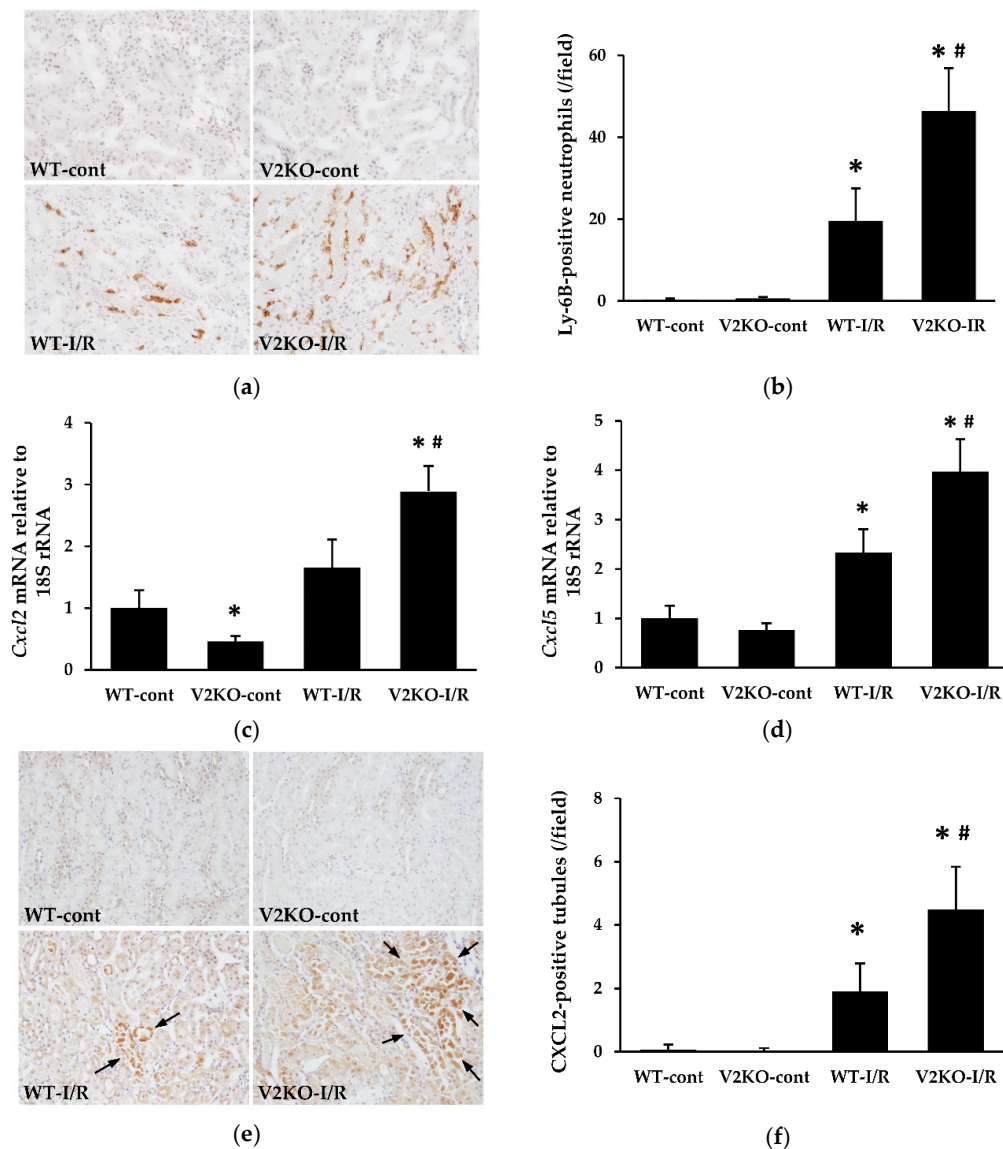 WT-cont
V2KO-cont
WT-I/R
V2KO-I/R
(a)
Ly-6B-positive neutrophils (/field)
60
40
20
0
*
* #
WT-cont V2KO-cont WT-I/R V2KO-IR
(b)
Cxcl2 mRNA relative to
18S rRNA
4
3
2
1
0
*
* #
WT-cont V2KO-cont WT-I/R V2KO-I/R
(c)
Cxcl5 mRNA relative to
18S rRNA
5
4
3
2
1
0
*
* #
WT-cont V2KO-cont WT-I/R V2KO-I/R
(d)
WT-cont
V2KO-cont
WT-I/R
V2KO-I/R
(e)
CXCL2-positive tubules (/field)
8
6
4
2
0
*
* #
WT-cont V2KO-cont WT-I/R V2KO-I/R
(f)